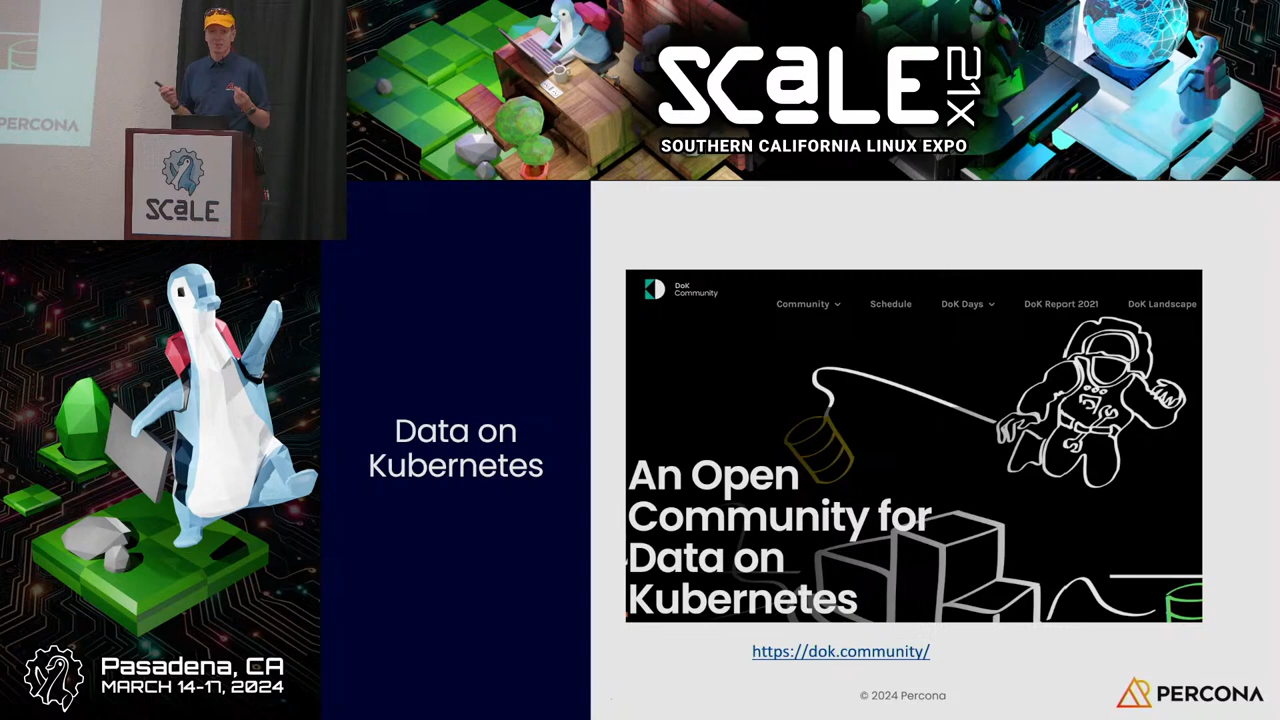 PERCONA
SCaLE
SCaLE 21X
SOUTHERN CALIFORNIA LINUX EXPO
Data on
Kubernetes
DoK
Community
Community
Schedule
DoK Days
DoK Report 2021
DoK Landscape
An Open
Community for
Data on
Kubernetes
https://dok.community/
© 2024 Percona
PERCONA
Pasadena, CA
MARCH 14-17, 2024